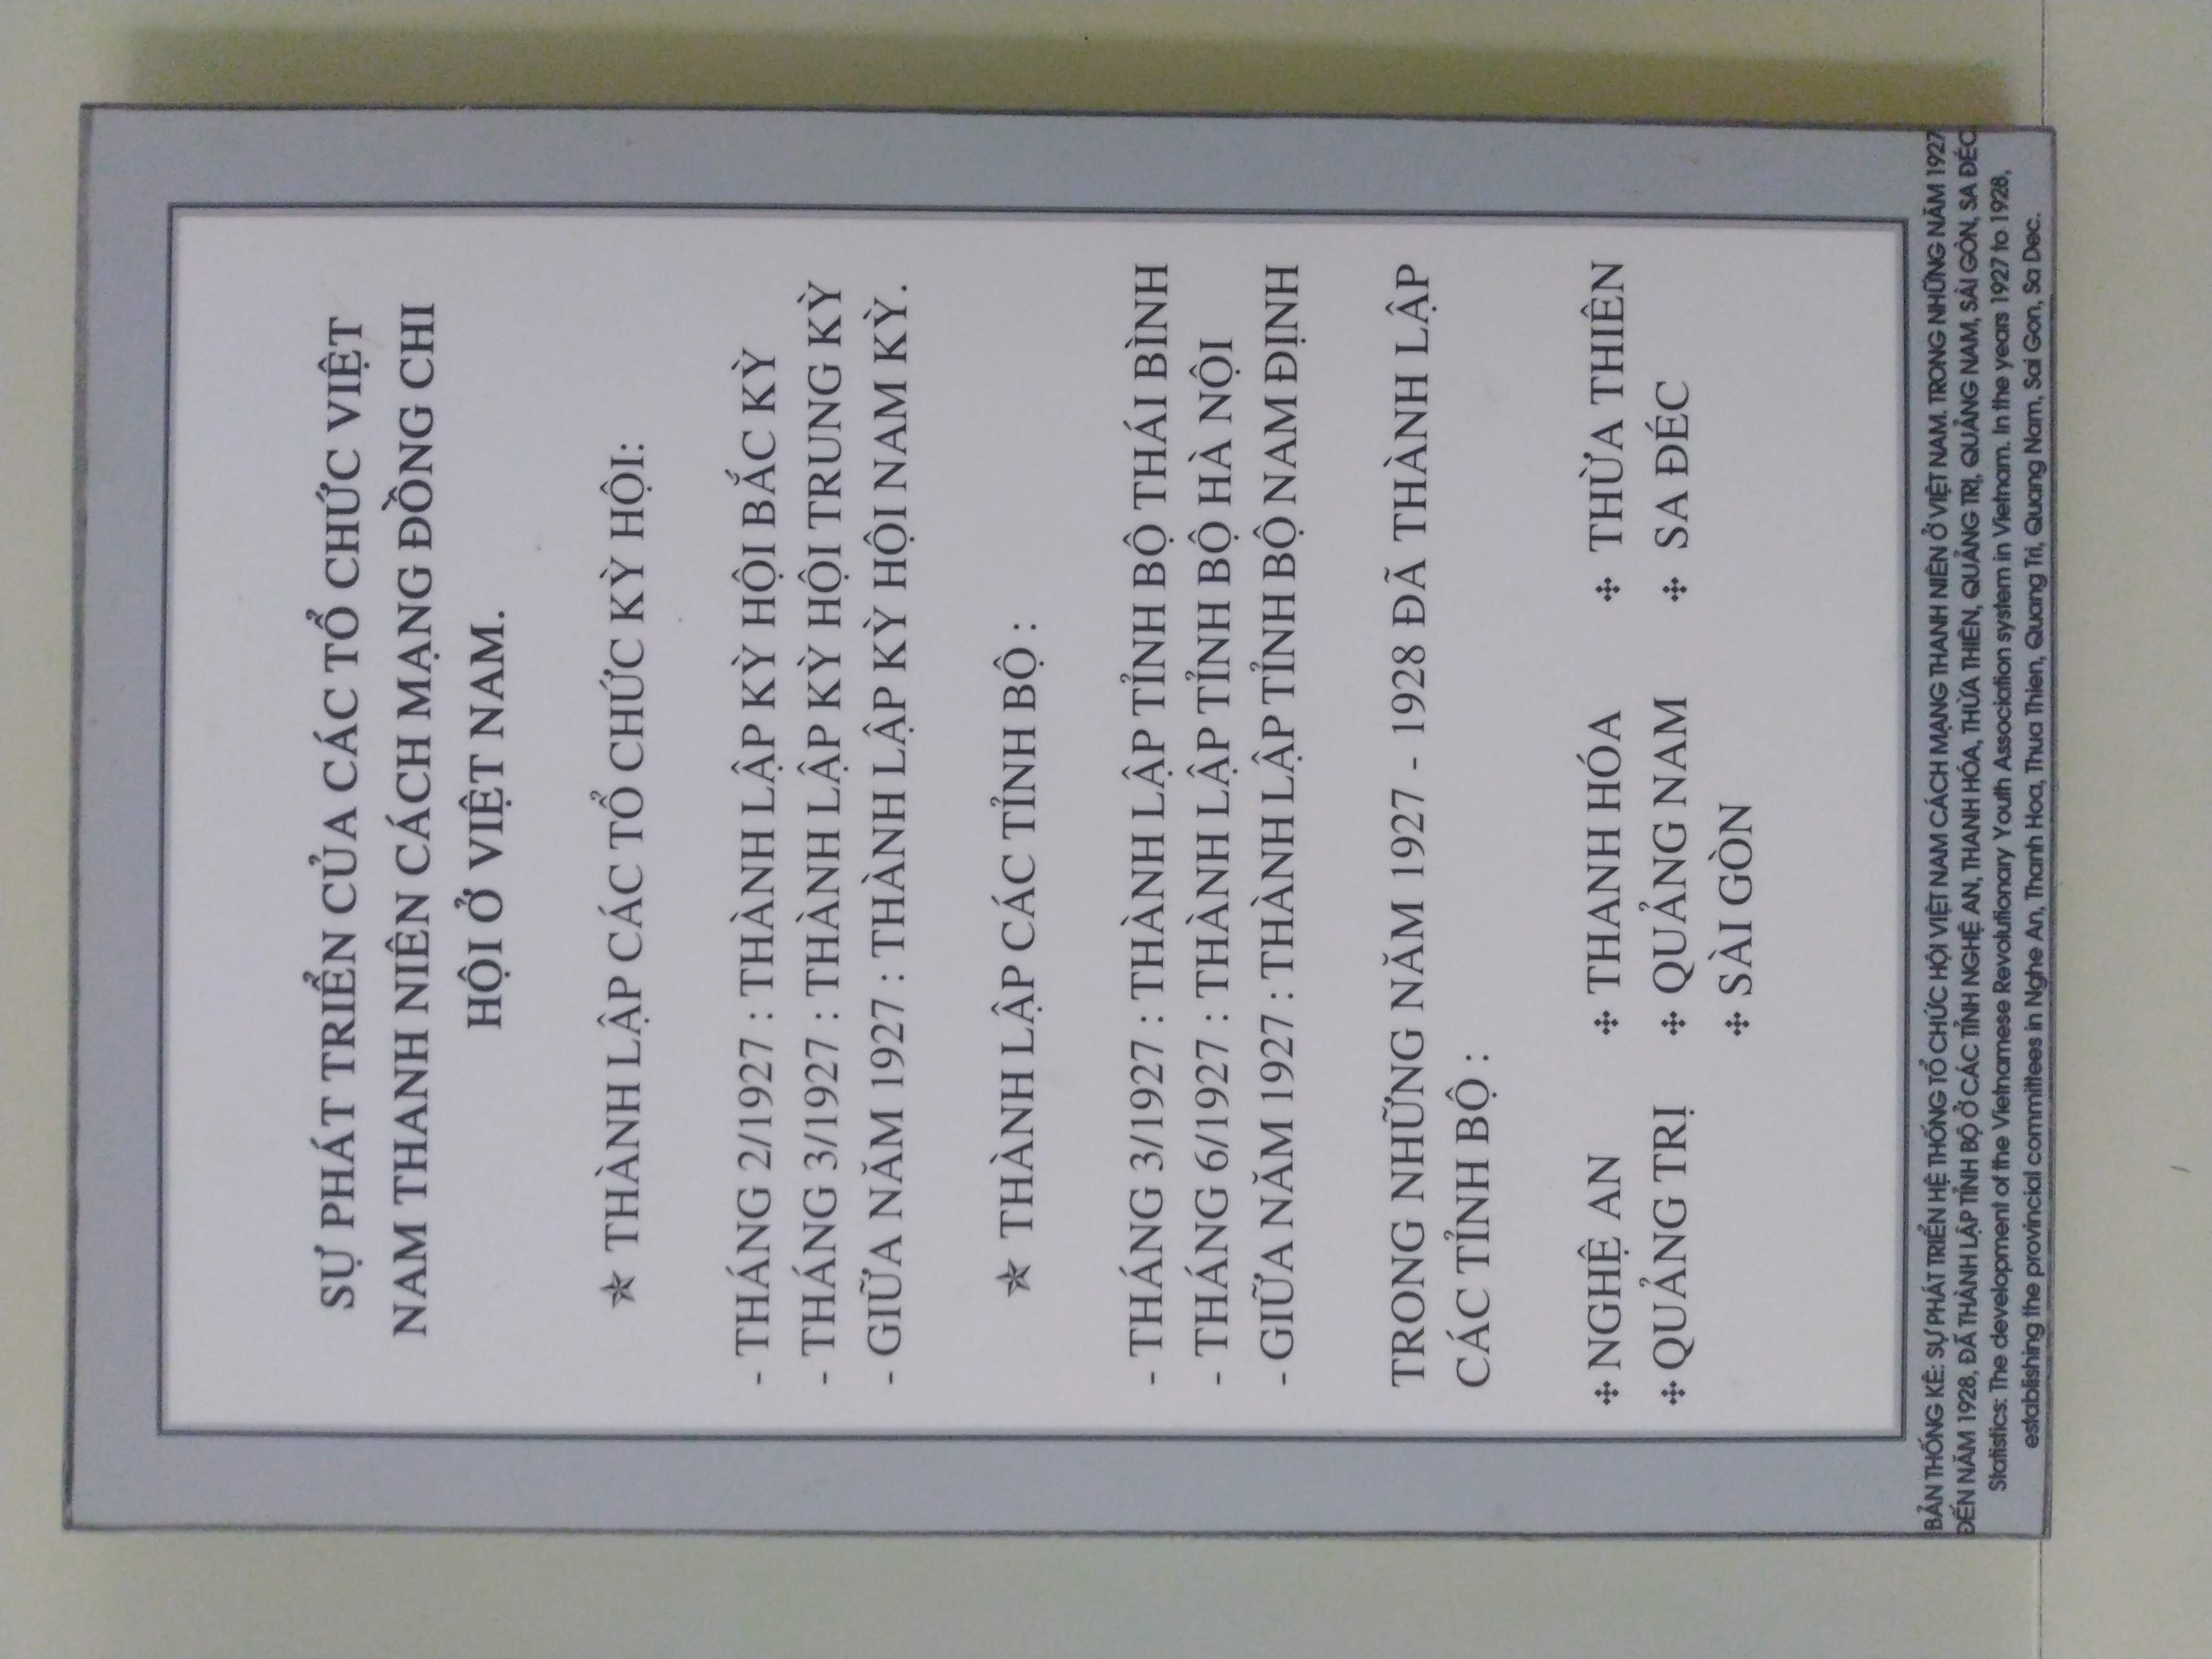 SỰ PHÁT TRIỂN CỦA CÁC TỔ CHỨC VIỆT
NAM THANH NIÊN CÁCH MẠNG ĐỒNG CHI
HỘI Ở VIỆT NAM.
✯ THÀNH LẬP CÁC TỔ CHỨC KỲ HỘI:
- THÁNG 2/1927 : THÀNH LẬP KỲ HỘI BẮC KỲ
- THÁNG 3/1927 : THÀNH LẬP KỲ HỘI TRUNG KỲ
- GIỮA NĂM 1927 : THÀNH LẬP KỲ HỘI NAM KỲ.
✯ THÀNH LẬP CÁC TỈNH BỘ :
- THÁNG 3/1927 : THÀNH LẬP TỈNH BỘ THÁI BÌNH
- THÁNG 6/1927 : THÀNH LẬP TỈNH BỘ HÀ NỘI
- GIỮA NĂM 1927 : THÀNH LẬP TỈNH BỘ NAM ĐỊNH
TRONG NHỮNG NĂM 1927 - 1928 ĐÃ THÀNH LẬP
CÁC TỈNH BỘ :
✣ NGHỆ AN ✣ THANH HÓA ✣ THỪA THIÊN
✣ QUẢNG TRỊ ✣ QUẢNG NAM ✣ SA ĐÉC
✣ SÀI GÒN
BẢN THỐNG KÊ: SỰ PHÁT TRIỂN HỆ THỐNG TỔ CHỨC HỘI VIỆT NAM CÁCH MẠNG THANH NIÊN Ở VIỆT NAM. TRONG NHỮNG NĂM 1927
ĐẾN NĂM 1928, ĐÃ THÀNH LẬP TỈNH BỘ Ở CÁC TỈNH NGHỆ AN, THANH HÓA, THỪA THIÊN, QUẢNG TRỊ, QUẢNG NAM, SÀI GÒN, SA ĐÉC
Statistics: The development of the Vietnamese Revolutionary Youth Association system in Vietnam. In the years 1927 to 1928,
establishing the provincial committees in Nghe An, Thanh Hoa, Thua Thien, Quang Tri, Quang Nam, Sai Gon, Sa Dec.